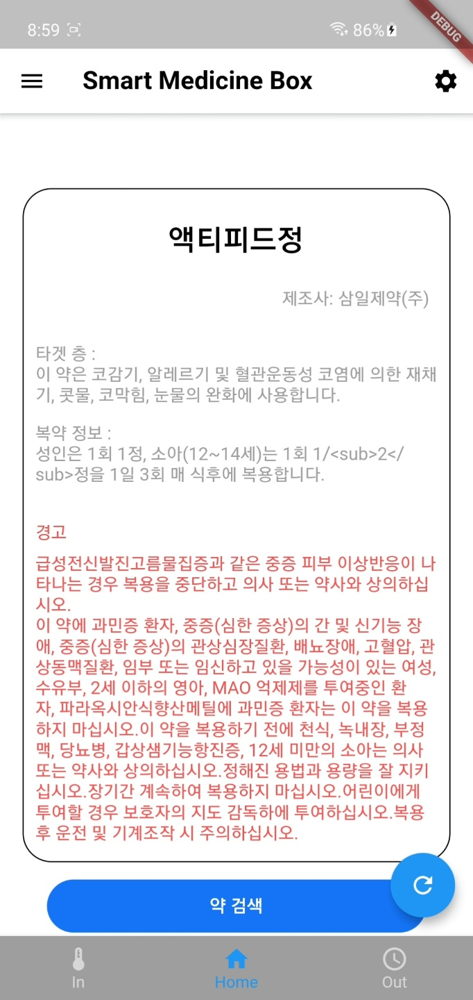 8:59
86%
DEBUG
Smart Medicine Box
액티피드정
제조사: 삼일제약(주)
타겟 층 :
이 약은 코감기, 알레르기 및 혈관운동성 코염에 의한 재채
기, 콧물, 코막힘, 눈물의 완화에 사용합니다.
복약 정보 :
성인은 1회 1정, 소아(12~14세)는 1회 1/<sub>2</
sub>정을 1일 3회 매 식후에 복용합니다.
경고
급성전신발진고름물집증과 같은 중증 피부 이상반응이 나
타나는 경우 복용을 중단하고 의사 또는 약사와 상의하십
시오.
이 약에 과민증 환자, 중증(심한 증상)의 간 및 신기능 장
애, 중증(심한 증상)의 관상심장질환, 배뇨장애, 고혈압, 관
상동맥질환, 임부 또는 임신하고 있을 가능성이 있는 여성,
수유부, 2세 이하의 영아, MAO 억제제를 투여중인 환
자, 파라옥시안식향산메틸에 과민증 환자는 이 약을 복용
하지 마십시오.이 약을 복용하기 전에 천식, 녹내장, 부정
맥, 당뇨병, 갑상샘기능항진증, 12세 미만의 소아는 의사
또는 약사와 상의하십시오.정해진 용법과 용량을 잘 지키
십시오.장기간 계속하여 복용하지 마십시오.어린이에게
투여할 경우 보호자의 지도 감독하에 투여하십시오.복용
후 운전 및 기계조작 시 주의하십시오.
약 검색
In
Home
Out